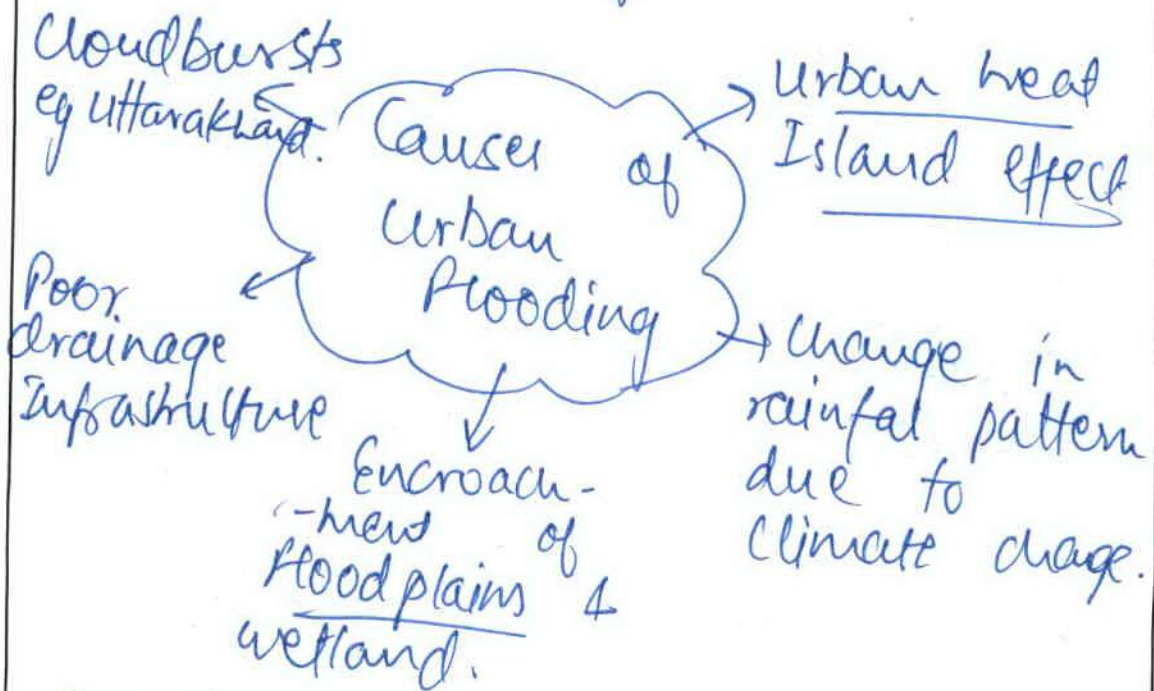 Causes of
Urban
flooding
Cloudbursts
eg Uttarakhand.
Urban heat
Island effect
Poor
drainage
Infrastructure
Encroach-
-ment of
floodplains &
wetland.
Change in
rainfal pattern
due to
Climate chage.